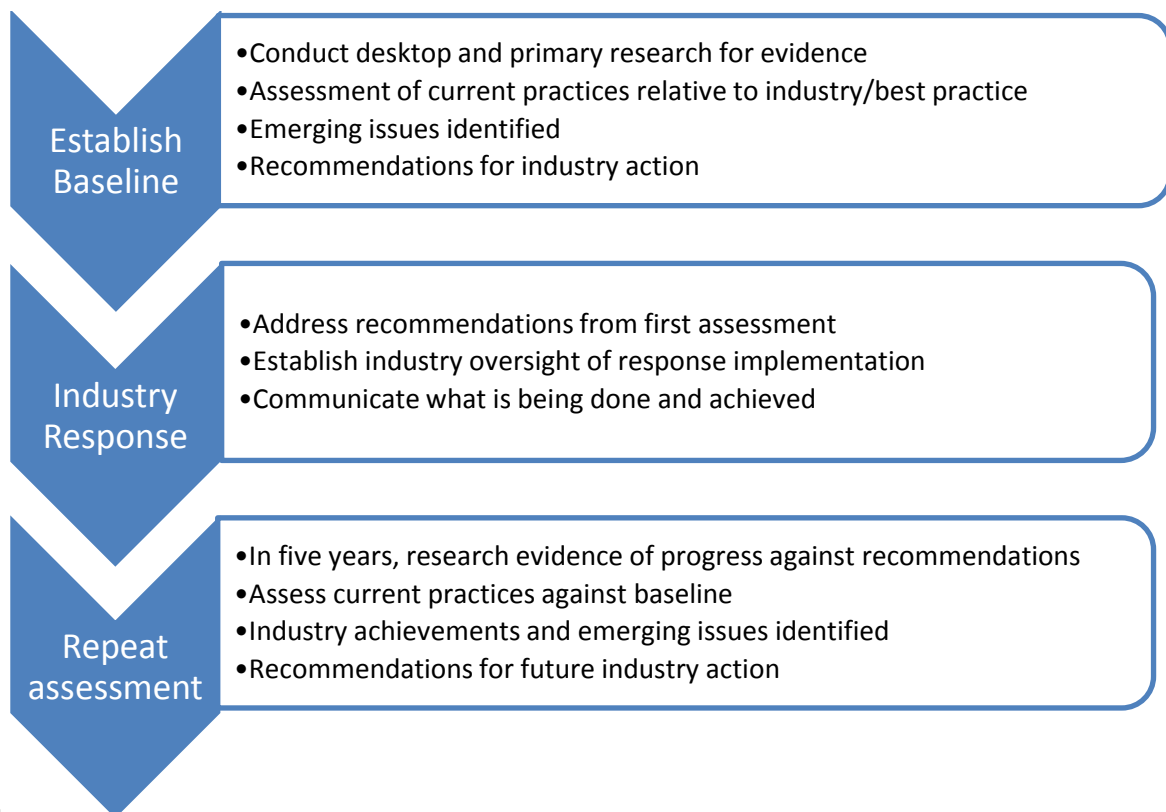 Establish
Baseline
•Conduct desktop and primary research for evidence
•Assessment of current practices relative to industry/best practice
•Emerging issues identified
•Recommendations for industry action
Industry
Response
•Address recommendations from first assessment
•Establish industry oversight of response implementation
•Communicate what is being done and achieved
Repeat
assessment
•In five years, research evidence of progress against recommendations
•Assess current practices against baseline
•Industry achievements and emerging issues identified
•Recommendations for future industry action